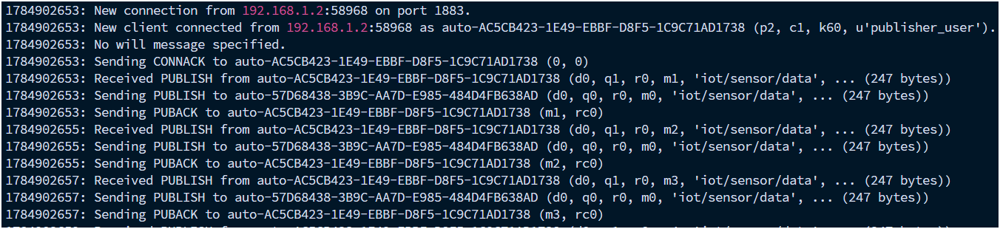 1784902653: New connection from 192.168.1.2:58968 on port 1883.
1784902653: New client connected from 192.168.1.2:58968 as auto-AC5CB423-1E49-EBBF-D8F5-1C9C71AD1738 (p2, c1, k60, u'publisher_user').
1784902653: No will message specified.
1784902653: Sending CONNACK to auto-AC5CB423-1E49-EBBF-D8F5-1C9C71AD1738 (0, 0)
1784902653: Received PUBLISH from auto-AC5CB423-1E49-EBBF-D8F5-1C9C71AD1738 (d0, q1, r0, m1, 'iot/sensor/data', ... (247 bytes))
1784902653: Sending PUBLISH to auto-57D68438-3B9C-AA7D-E985-484D4FB638AD (d0, q0, r0, m0, 'iot/sensor/data', ... (247 bytes))
1784902653: Sending PUBACK to auto-AC5CB423-1E49-EBBF-D8F5-1C9C71AD1738 (m1, rc0)
1784902655: Received PUBLISH from auto-AC5CB423-1E49-EBBF-D8F5-1C9C71AD1738 (d0, q1, r0, m2, 'iot/sensor/data', ... (247 bytes))
1784902655: Sending PUBLISH to auto-57D68438-3B9C-AA7D-E985-484D4FB638AD (d0, q0, r0, m0, 'iot/sensor/data', ... (247 bytes))
1784902655: Sending PUBACK to auto-AC5CB423-1E49-EBBF-D8F5-1C9C71AD1738 (m2, rc0)
1784902657: Received PUBLISH from auto-AC5CB423-1E49-EBBF-D8F5-1C9C71AD1738 (d0, q1, r0, m3, 'iot/sensor/data', ... (247 bytes))
1784902657: Sending PUBLISH to auto-57D68438-3B9C-AA7D-E985-484D4FB638AD (d0, q0, r0, m0, 'iot/sensor/data', ... (247 bytes))
1784902657: Sending PUBACK to auto-AC5CB423-1E49-EBBF-D8F5-1C9C71AD1738 (m3, rc0)